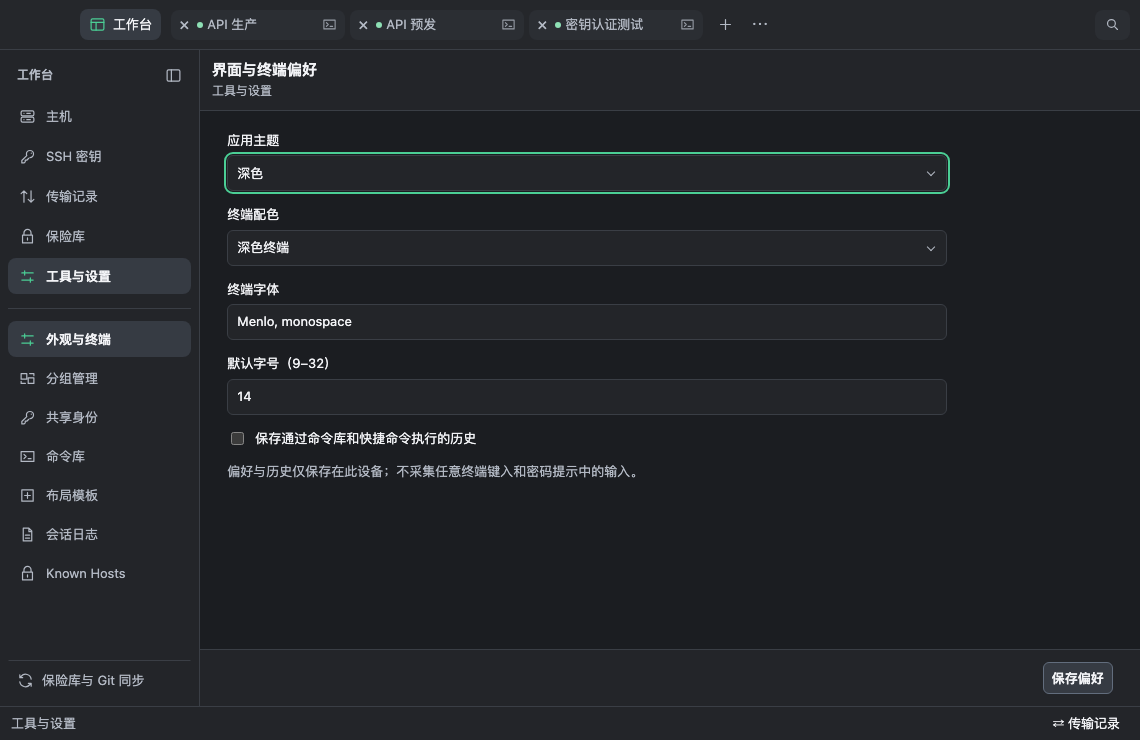 工作台
API 生产
API 预发
密钥认证测试
工作台
主机
SSH 密钥
传输记录
保险库
工具与设置
外观与终端
分组管理
共享身份
命令库
布局模板
会话日志
Known Hosts
保险库与 Git 同步
界面与终端偏好
工具与设置
应用主题
深色
终端配色
深色终端
终端字体
Menlo, monospace
默认字号（9–32）
14
保存通过命令库和快捷命令执行的历史
偏好与历史仅保存在此设备；不采集任意终端键入和密码提示中的输入。
保存偏好
工具与设置
传输记录